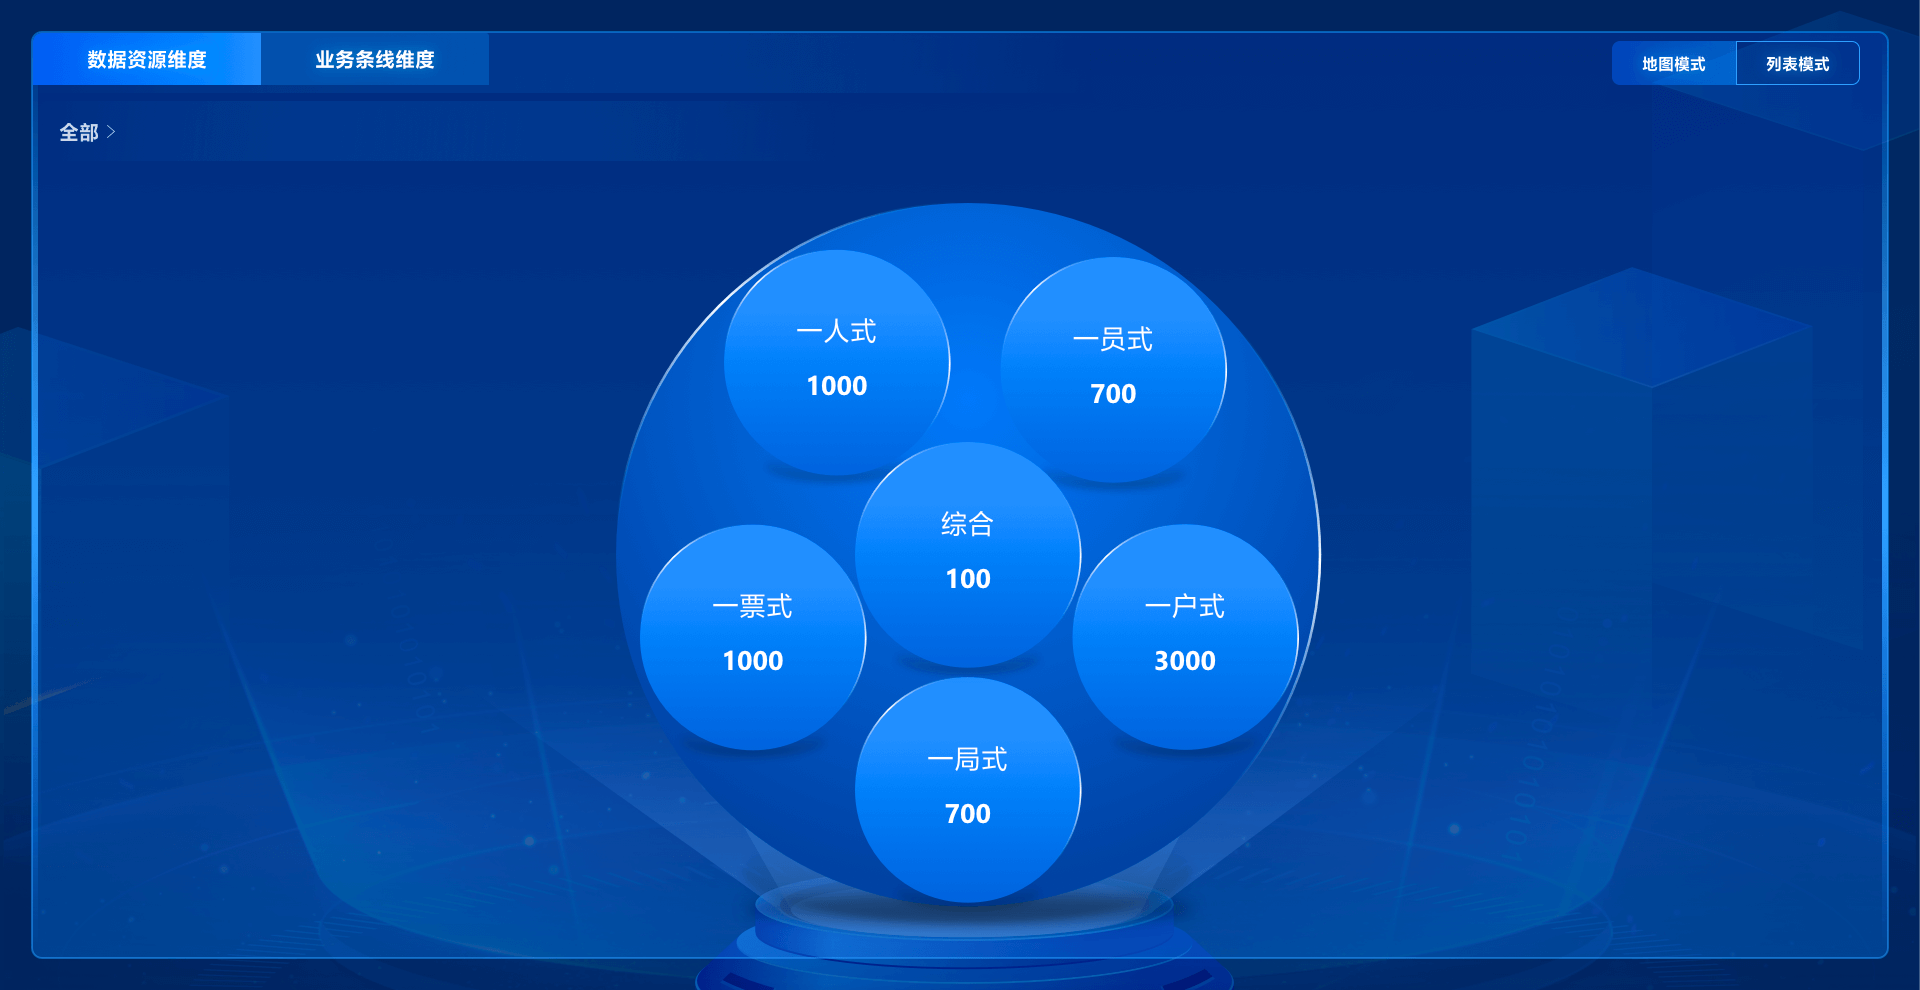 数据资源维度
业务条线维度
地图模式
列表模式
全部 >
一人式
1000
一员式
700
综合
100
一票式
1000
一户式
3000
一局式
700